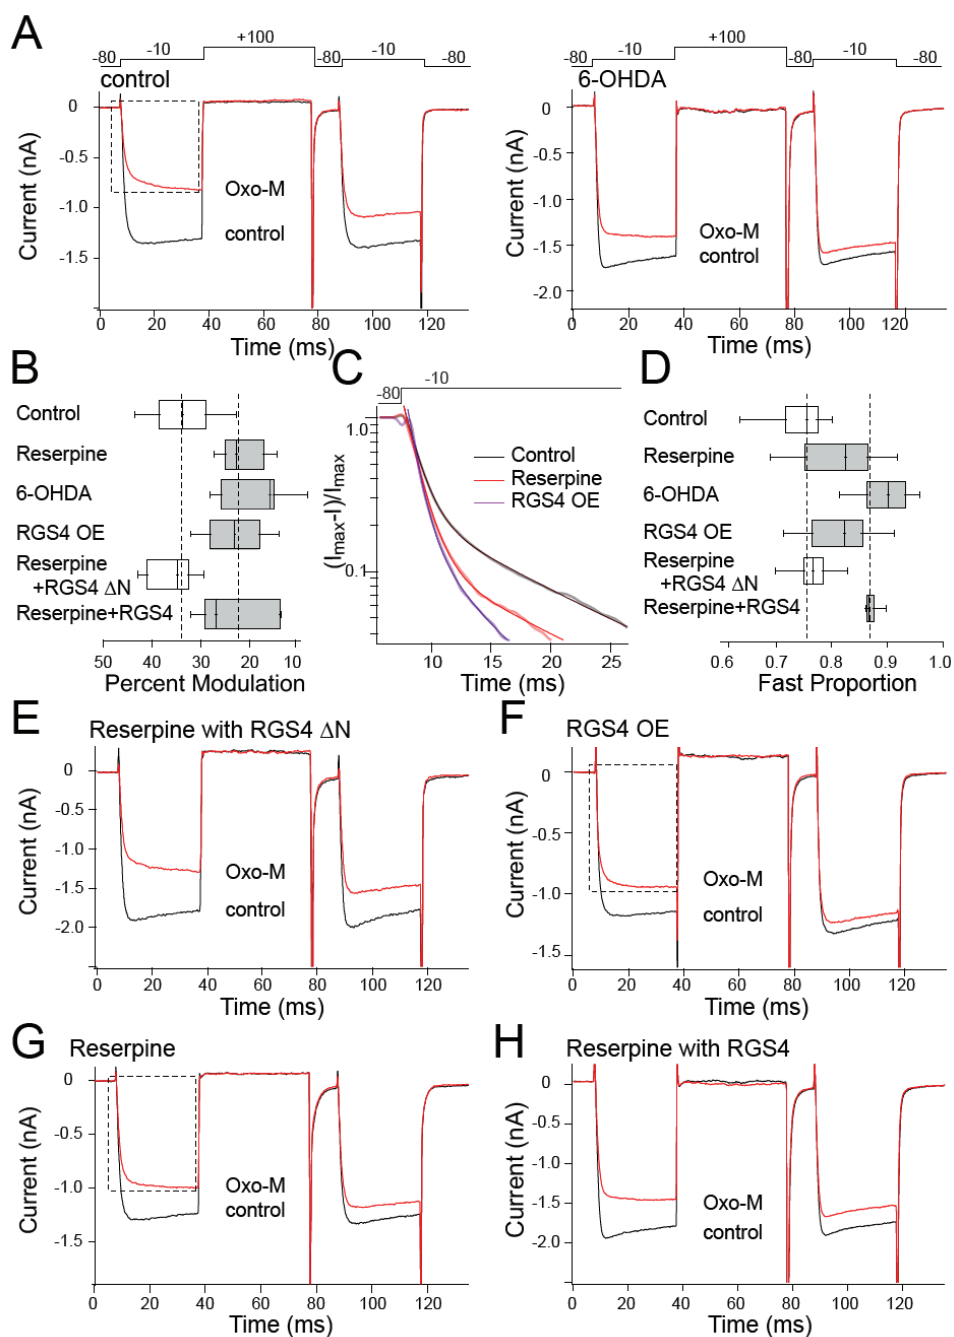 A
-80
-10
+100
-80
-10
-80
control
Current (nA)
0
-0.5
-1.0
-1.5
Oxo-M
control
0
20
40
60
80
100
120
Time (ms)
-80
-10
+100
-80
-10
-80
6-OHDA
Current (nA)
0
-0.5
-1.0
-1.5
-2.0
Oxo-M
control
0
20
40
60
80
100
120
Time (ms)
B
Control
Reserpine
6-OHDA
RGS4 OE
Reserpine
+RGS4 ΔN
Reserpine+RGS4
50
40
30
20
10
Percent Modulation
C
-80
-10
(Imax-I)/Imax
1.0
0.1
Control
Reserpine
RGS4 OE
10
15
20
25
Time (ms)
D
Control
Reserpine
6-OHDA
RGS4 OE
Reserpine
+RGS4 ΔN
Reserpine+RGS4
0.6
0.7
0.8
0.9
1.0
Fast Proportion
E
Reserpine with RGS4 ΔN
Current (nA)
0
-0.5
-1.0
-1.5
-2.0
Oxo-M
control
0
20
40
60
80
100
120
Time (ms)
F
RGS4 OE
Current (nA)
0
-0.5
-1.0
-1.5
Oxo-M
control
0
20
40
60
80
100
120
Time (ms)
G
Reserpine
Current (nA)
0
-0.5
-1.0
-1.5
Oxo-M
control
0
20
40
60
80
100
120
Time (ms)
H
Reserpine with RGS4
Current (nA)
0
-0.5
-1.0
-1.5
-2.0
Oxo-M
control
0
20
40
60
80
100
120
Time (ms)